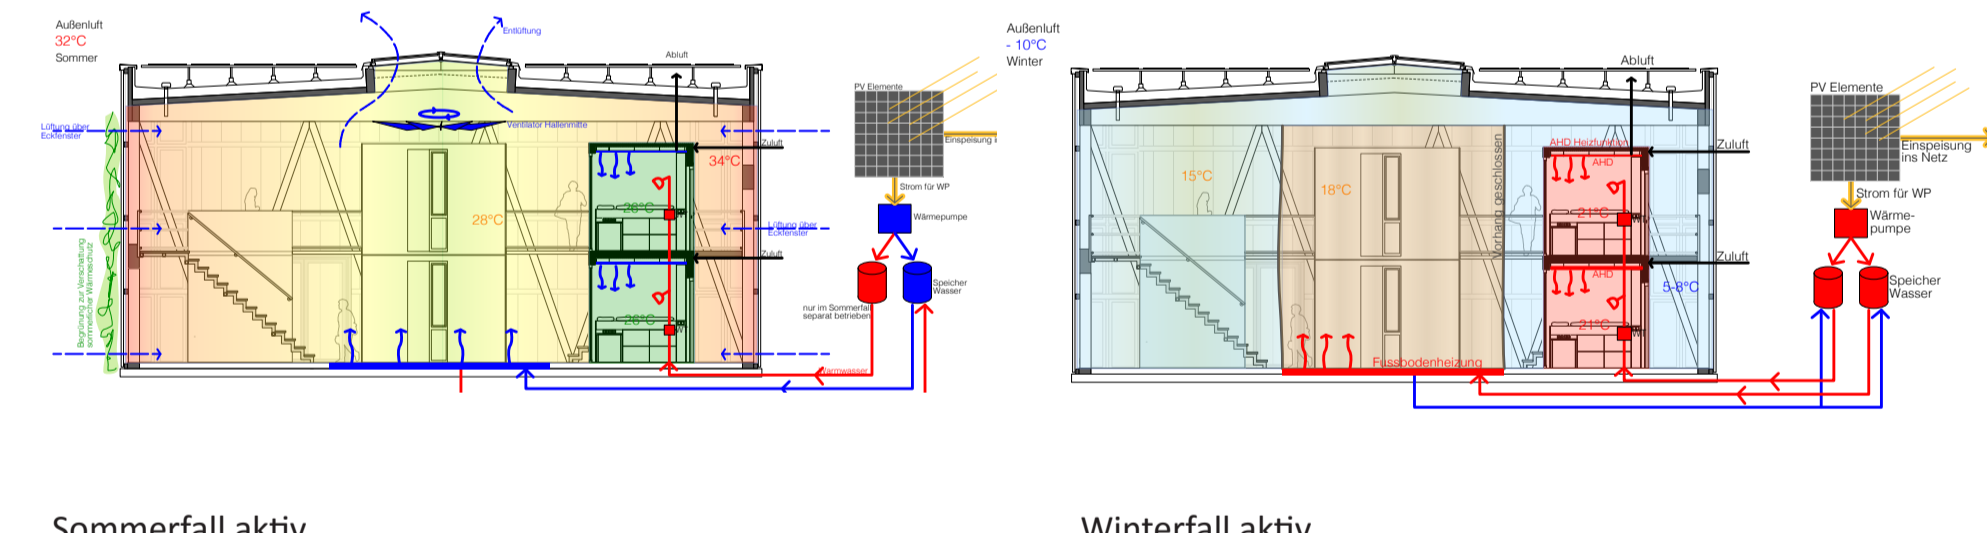 Außenluft
32°C
Sommer
Entlüftung
Abluft
Lüftung über
Eckfenster
Ventilator Hallenmitte
Zuluft
34°C
28°C
26°C
Lüftung über
Eckfenster
Zuluft
26°C
Begrünung zur Verschattung
sommerlicher Wärmeschutz
PV Elemente
Einspeisung i
Strom für WP
Wärmepumpe
Speicher
Wasser
nur im Sommerfall
separat betrieben
Warmwasser
Sommerfall aktiv
Außenluft
- 10°C
Winter
Abluft
Zuluft
AHD Heizfunktion
AHD
15°C
18°C
Vorhang geschlossen
21°C
Zuluft
AHD
5-8°C
21°C
Fussbodenheizung
PV Elemente
Einspeisung
ins Netz
Strom für WP
Wärme-
pumpe
Speicher
Wasser
Winterfall aktiv